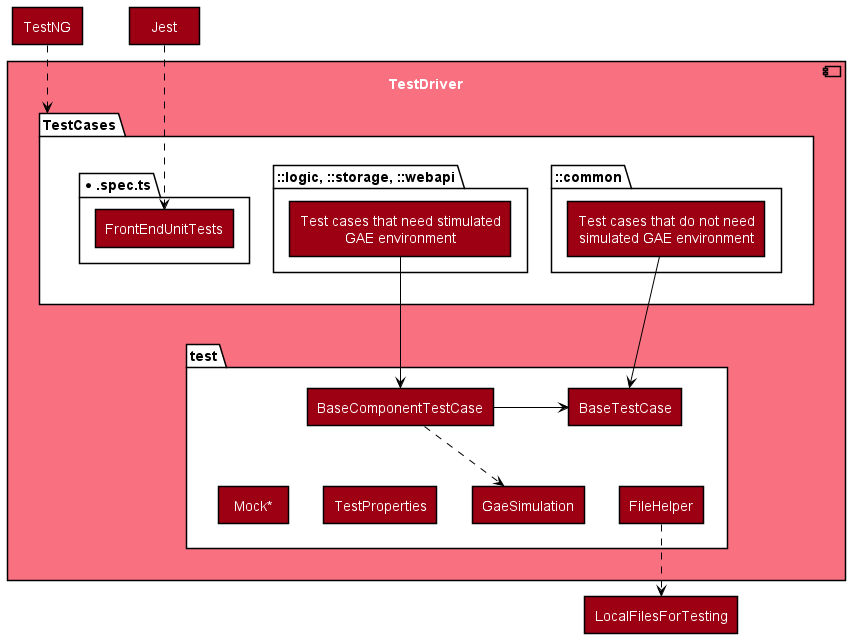 TestNG
Jest
TestDriver
TestCases
• .spec.ts
FrontEndUnitTests
::logic, ::storage, ::webapi
Test cases that need stimulated
GAE environment
::common
Test cases that do not need
simulated GAE environment
test
BaseComponentTestCase
BaseTestCase
Mock*
TestProperties
GaeSimulation
FileHelper
LocalFilesForTesting